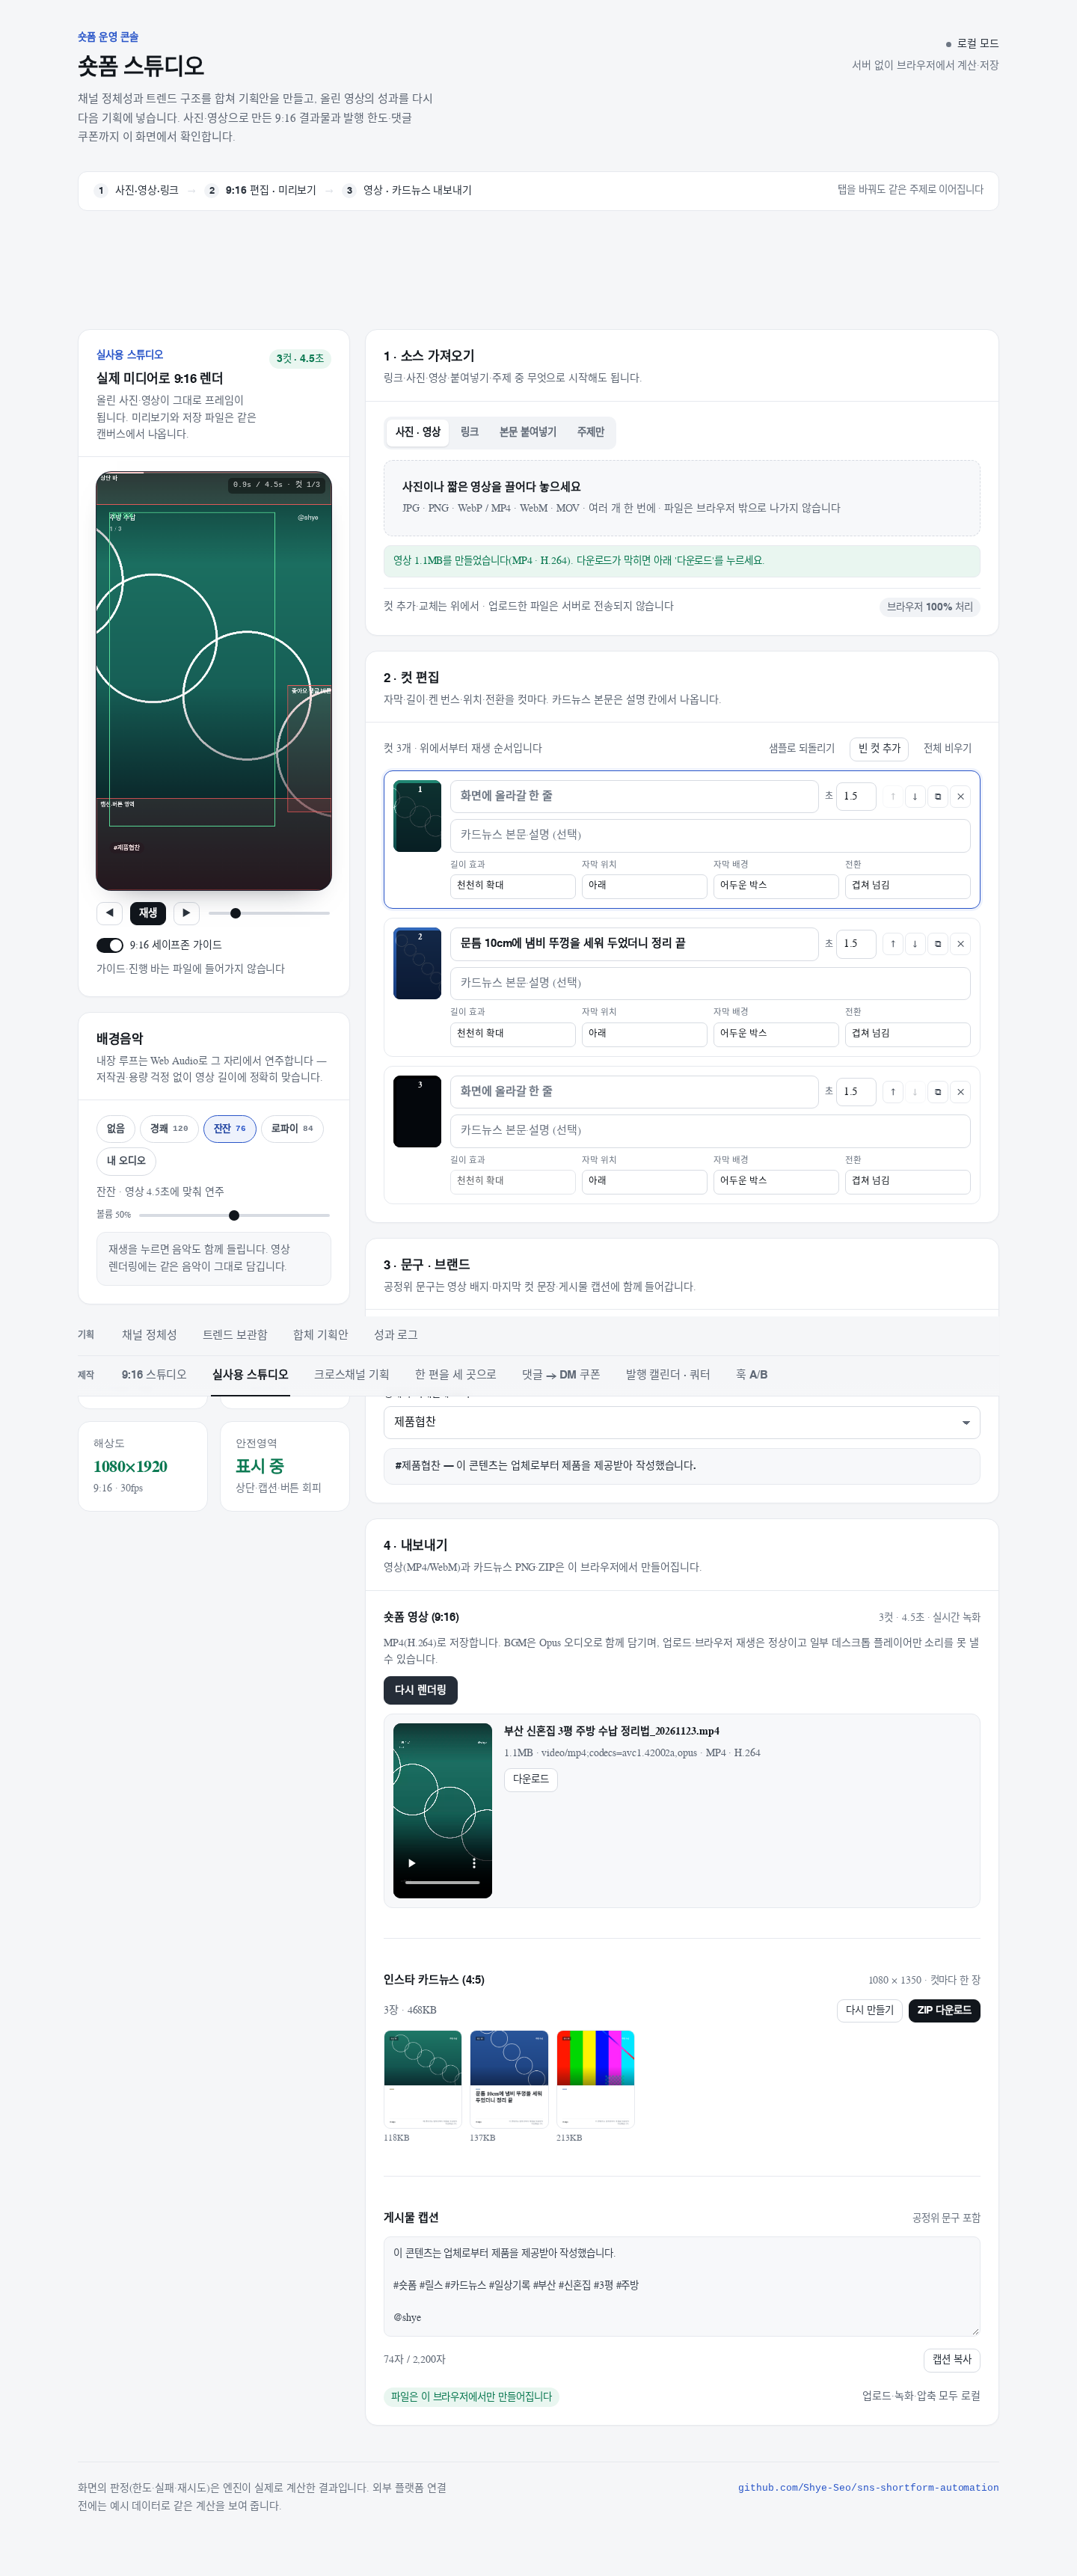 숏폼 운영 콘솔
숏폼 스튜디오
채널 정체성과 트렌드 구조를 합쳐 기획안을 만들고, 올린 영상의 성과를 다시
다음 기획에 넣습니다. 사진·영상으로 만든 9:16 결과물과 발행 한도·댓글
쿠폰까지 이 화면에서 확인합니다.
로컬 모드
서버 없이 브라우저에서 계산·저장
1 사진·영상·링크 → 2 9:16 편집 · 미리보기 → 3 영상 · 카드뉴스 내보내기
탭을 바꿔도 같은 주제로 이어집니다
실사용 스튜디오
3컷 · 4.5초
실제 미디어로 9:16 렌더
올린 사진·영상이 그대로 프레임이
됩니다. 미리보기와 저장 파일은 같은
캔버스에서 나옵니다.
0.9s / 4.5s · 컷 1/3
@shye
1 / 3
#제품협찬
◀ 재생 ▶
9:16 세이프존 가이드
가이드·진행 바는 파일에 들어가지 않습니다
배경음악
내장 루프는 Web Audio로 그 자리에서 연주합니다 —
저작권·용량 걱정 없이 영상 길이에 정확히 맞습니다.
없음 경쾌 120 잔잔 76 로파이 84
내 오디오
잔잔 · 영상 4.5초에 맞춰 연주
볼륨 50%
재생을 누르면 음악도 함께 들립니다. 영상
렌더링에는 같은 음악이 그대로 담깁니다.
1 · 소스 가져오기
링크·사진·영상·붙여넣기·주제 중 무엇으로 시작해도 됩니다.
사진 · 영상 링크 본문 붙여넣기 주제만
사진이나 짧은 영상을 끌어다 놓으세요
JPG · PNG · WebP / MP4 · WebM · MOV · 여러 개 한 번에 · 파일은 브라우저 밖으로 나가지 않습니다
영상 1.1MB를 만들었습니다(MP4 · H.264). 다운로드가 막히면 아래 '다운로드'를 누르세요.
컷 추가·교체는 위에서 · 업로드한 파일은 서버로 전송되지 않습니다
브라우저 100% 처리
2 · 컷 편집
자막·길이·켄 번스·위치·전환을 컷마다. 카드뉴스 본문은 설명 칸에서 나옵니다.
컷 3개 · 위에서부터 재생 순서입니다
샘플로 되돌리기 빈 컷 추가 전체 비우기
1 화면에 올라갈 한 줄 초 1.5 ↑ ↓ ⧉ ×
카드뉴스 본문·설명 (선택)
길이 효과 자막 위치 자막 배경 전환
천천히 확대 아래 어두운 박스 겹쳐 넘김
2 문틈 10cm에 냄비 뚜껑을 세워 두었더니 정리 끝 초 1.5 ↑ ↓ ⧉ ×
카드뉴스 본문·설명 (선택)
길이 효과 자막 위치 자막 배경 전환
천천히 확대 아래 어두운 박스 겹쳐 넘김
3 화면에 올라갈 한 줄 초 1.5 ↑ ↓ ⧉ ×
카드뉴스 본문·설명 (선택)
길이 효과 자막 위치 자막 배경 전환
천천히 확대 아래 어두운 박스 겹쳐 넘김
3 · 문구 · 브랜드
공정위 문구는 영상 배지·마지막 컷 문장·게시물 캡션에 함께 들어갑니다.
기획 채널 정체성 트렌드 보관함 합체 기획안 성과 로그
제작 9:16 스튜디오 실사용 스튜디오 크로스채널 기획 한 편을 세 곳으로 댓글 → DM 쿠폰 발행 캘린더 · 쿼터 훅 A/B
제품협찬
#제품협찬 — 이 콘텐츠는 업체로부터 제품을 제공받아 작성했습니다.
해상도
1080×1920
9:16 · 30fps
안전영역
표시 중
상단·캡션·버튼 회피
4 · 내보내기
영상(MP4/WebM)과 카드뉴스 PNG·ZIP은 이 브라우저에서 만들어집니다.
숏폼 영상 (9:16)
3컷 · 4.5초 · 실시간 녹화
MP4(H.264)로 저장합니다. BGM은 Opus 오디오로 함께 담기며, 업로드·브라우저 재생은 정상이고 일부 데스크톱 플레이어만 소리를 못 낼
수 있습니다.
다시 렌더링
부산 신혼집 3평 주방 수납 정리법_20261123.mp4
1.1MB · video/mp4;codecs=avc1.42002a,opus · MP4 · H.264
다운로드
인스타 카드뉴스 (4:5)
1080 × 1350 · 컷마다 한 장
3장 · 468KB
다시 만들기 ZIP 다운로드
문틈 10cm에 냄비 뚜껑을 세워
두었더니 정리 끝
118KB 137KB 213KB
게시물 캡션
공정위 문구 포함
이 콘텐츠는 업체로부터 제품을 제공받아 작성했습니다.
#숏폼 #릴스 #카드뉴스 #일상기록 #부산 #신혼집 #3평 #주방
@shye
74자 / 2,200자
캡션 복사
파일은 이 브라우저에서만 만들어집니다
업로드·녹화·압축 모두 로컬
화면의 판정(한도·실패·재시도)은 엔진이 실제로 계산한 결과입니다. 외부 플랫폼 연결
전에는 예시 데이터로 같은 계산을 보여 줍니다.
github.com/Shye-Seo/sns-shortform-automation